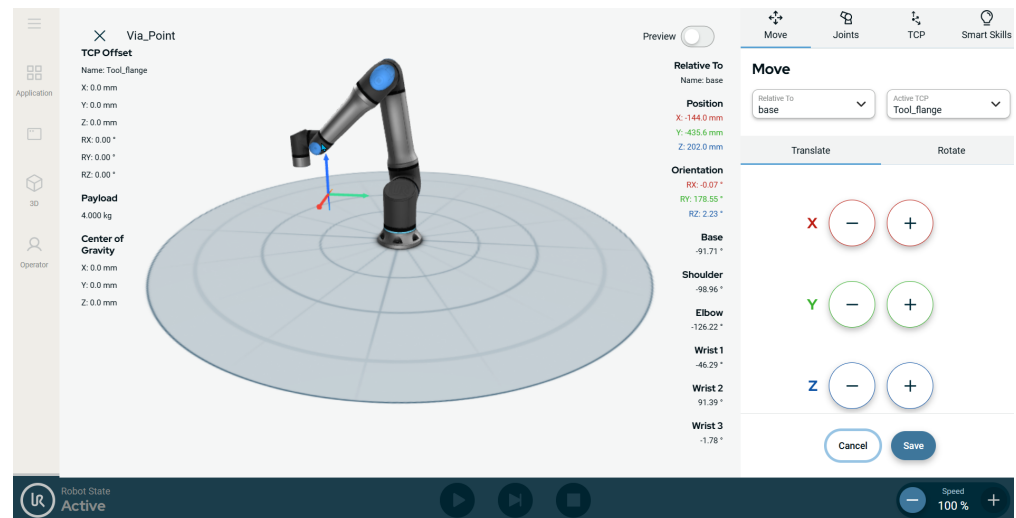 Via_Point
Preview
TCP Offset
Name: Tool_flange
X: 0.0 mm
Y: 0.0 mm
Z: 0.0 mm
RX: 0.00 °
RY: 0.00 °
RZ: 0.00 °
Payload
4.000 kg
Center of
Gravity
X: 0.0 mm
Y: 0.0 mm
Z: 0.0 mm
Application
3D
Operator
Relative To
Name: base
Position
X: -144.0 mm
Y: -435.6 mm
Z: 202.0 mm
Orientation
RX: -0.07 °
RY: 178.55 °
RZ: 2.23 °
Base
-91.71 °
Shoulder
-98.96 °
Elbow
-126.22 °
Wrist 1
-46.29 °
Wrist 2
91.39 °
Wrist 3
-1.78 °
Move Joints TCP Smart Skills
Move
Relative To
base
Active TCP
Tool_flange
Translate Rotate
X − +
Y − +
Z − +
Cancel Save
UR
Robot State
Active
Speed
− 100 % +